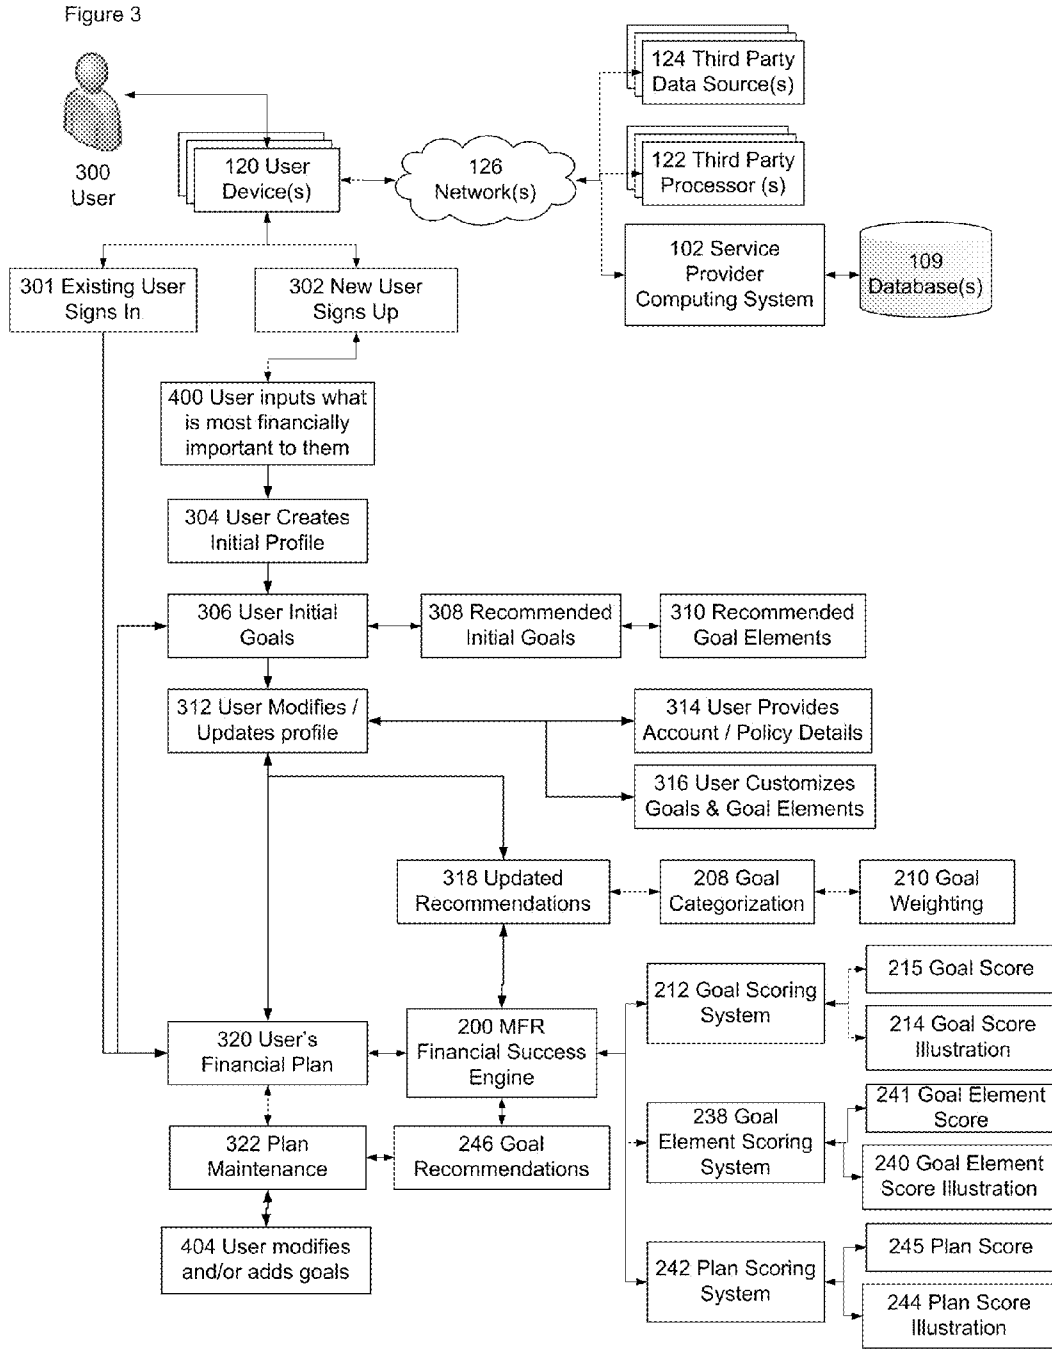 Figure 3
300
User
120 User
Device(s)
126
Network(s)
124 Third Party
Data Source(s)
122 Third Party
Processor (s)
102 Service
Provider
Computing System
109
Database(s)
301 Existing User
Signs In
302 New User
Signs Up
400 User inputs what
is most financially
important to them
304 User Creates
Initial Profile
306 User Initial
Goals
308 Recommended
Initial Goals
310 Recommended
Goal Elements
312 User Modifies /
Updates profile
314 User Provides
Account / Policy Details
316 User Customizes
Goals & Goal Elements
318 Updated
Recommendations
208 Goal
Categorization
210 Goal
Weighting
212 Goal Scoring
System
215 Goal Score
214 Goal Score
Illustration
320 User's
Financial Plan
200 MFR
Financial Success
Engine
238 Goal
Element Scoring
System
241 Goal Element
Score
240 Goal Element
Score Illustration
322 Plan
Maintenance
246 Goal
Recommendations
404 User modifies
and/or adds goals
242 Plan Scoring
System
245 Plan Score
244 Plan Score
Illustration